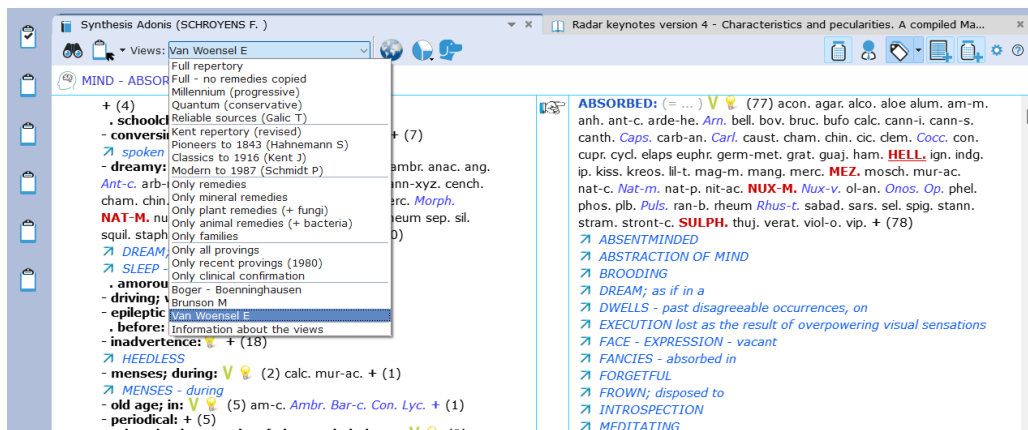 Synthesis Adonis (SCHROYENS F. )
Radar keynotes version 4 - Characteristics and pecularities. A compiled Ma...
Views: Van Woensel E
Full repertory
Full - no remedies copied
Millennium (progressive)
Quantum (conservative)
Reliable sources (Galic T)
Kent repertory (revised)
Pioneers to 1843 (Hahnemann S)
Classics to 1916 (Kent J)
Modern to 1987 (Schmidt P)
Only remedies
Only mineral remedies
Only plant remedies (+ fungi)
Only animal remedies (+ bacteria)
Only families
Only all provings
Only recent provings (1980)
Only clinical confirmation
Boger - Boenninghausen
Brunson M
Van Woensel E
Information about the views
MIND - ABSOR
+ (4)
. schoolcl
- conversi + (7)
spoken
- dreamy: ambr. anac. ang.
Ant-c. arb- nn-xyz. cench.
cham. chin. erc. Morph.
NAT-M. nu heum sep. sil.
squil. staph 0)
DREAM;
SLEEP -
. amorou
- driving;
- epileptic
. before:
- inadvertence: + (18)
HEEDLESS
- menses; during: V (2) calc. mur-ac. + (1)
MENSES - during
- old age; in: V (5) am-c. Ambr. Bar-c. Con. Lyc. + (1)
- periodical: + (5)
ABSORBED: (= ... ) V (77) acon. agar. alco. aloe alum. am-m.
anh. ant-c. arde-he. Arn. bell. bov. bruc. bufo calc. cann-i. cann-s.
canth. Caps. carb-an. Carl. caust. cham. chin. cic. clem. Cocc. con.
cupr. cycl. elaps euphr. germ-met. grat. guaj. ham. HELL. ign. indg.
ip. kiss. kreos. lil-t. mag-m. mang. merc. MEZ. mosch. mur-ac.
nat-c. Nat-m. nat-p. nit-ac. NUX-M. Nux-v. ol-an. Onos. Op. phel.
phos. plb. Puls. ran-b. rheum Rhus-t. sabad. sars. sel. spig. stann.
stram. stront-c. SULPH. thuj. verat. viol-o. vip. + (78)
ABSENTMINDED
ABSTRACTION OF MIND
BROODING
DREAM; as if in a
DWELLS - past disagreeable occurrences, on
EXECUTION lost as the result of overpowering visual sensations
FACE - EXPRESSION - vacant
FANCIES - absorbed in
FORGETFUL
FROWN; disposed to
INTROSPECTION
MEDITATING